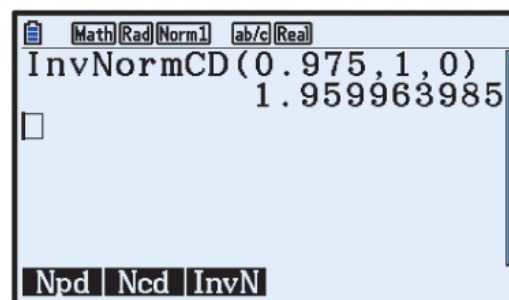 Math Rad Norm1 ab/c Real
InvNormCD(0.975,1,0)
1.959963985
Npd Ncd InvN